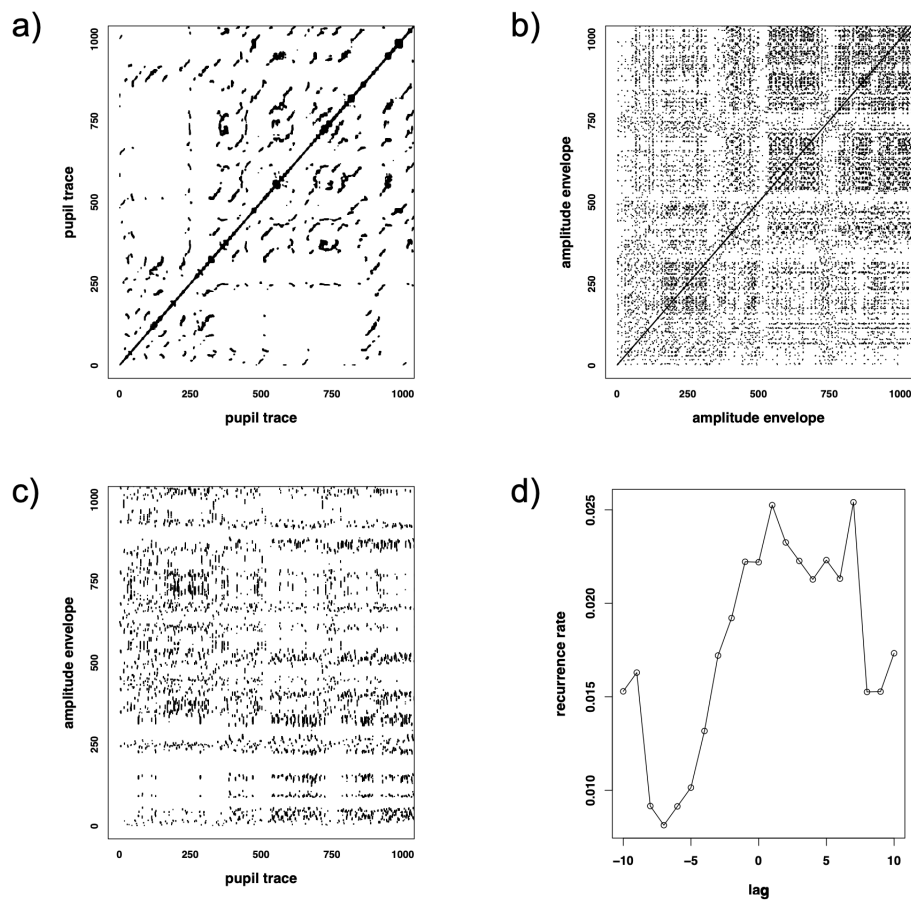 a)
1000
750
500
250
0
pupil trace
0 250 500 750 1000
pupil trace
b)
1000
750
500
250
0
amplitude envelope
0 250 500 750 1000
amplitude envelope
c)
1000
750
500
250
0
amplitude envelope
0 250 500 750 1000
pupil trace
d)
0.025
0.020
0.015
0.010
recurrence rate
−10 −5 0 5 10
lag